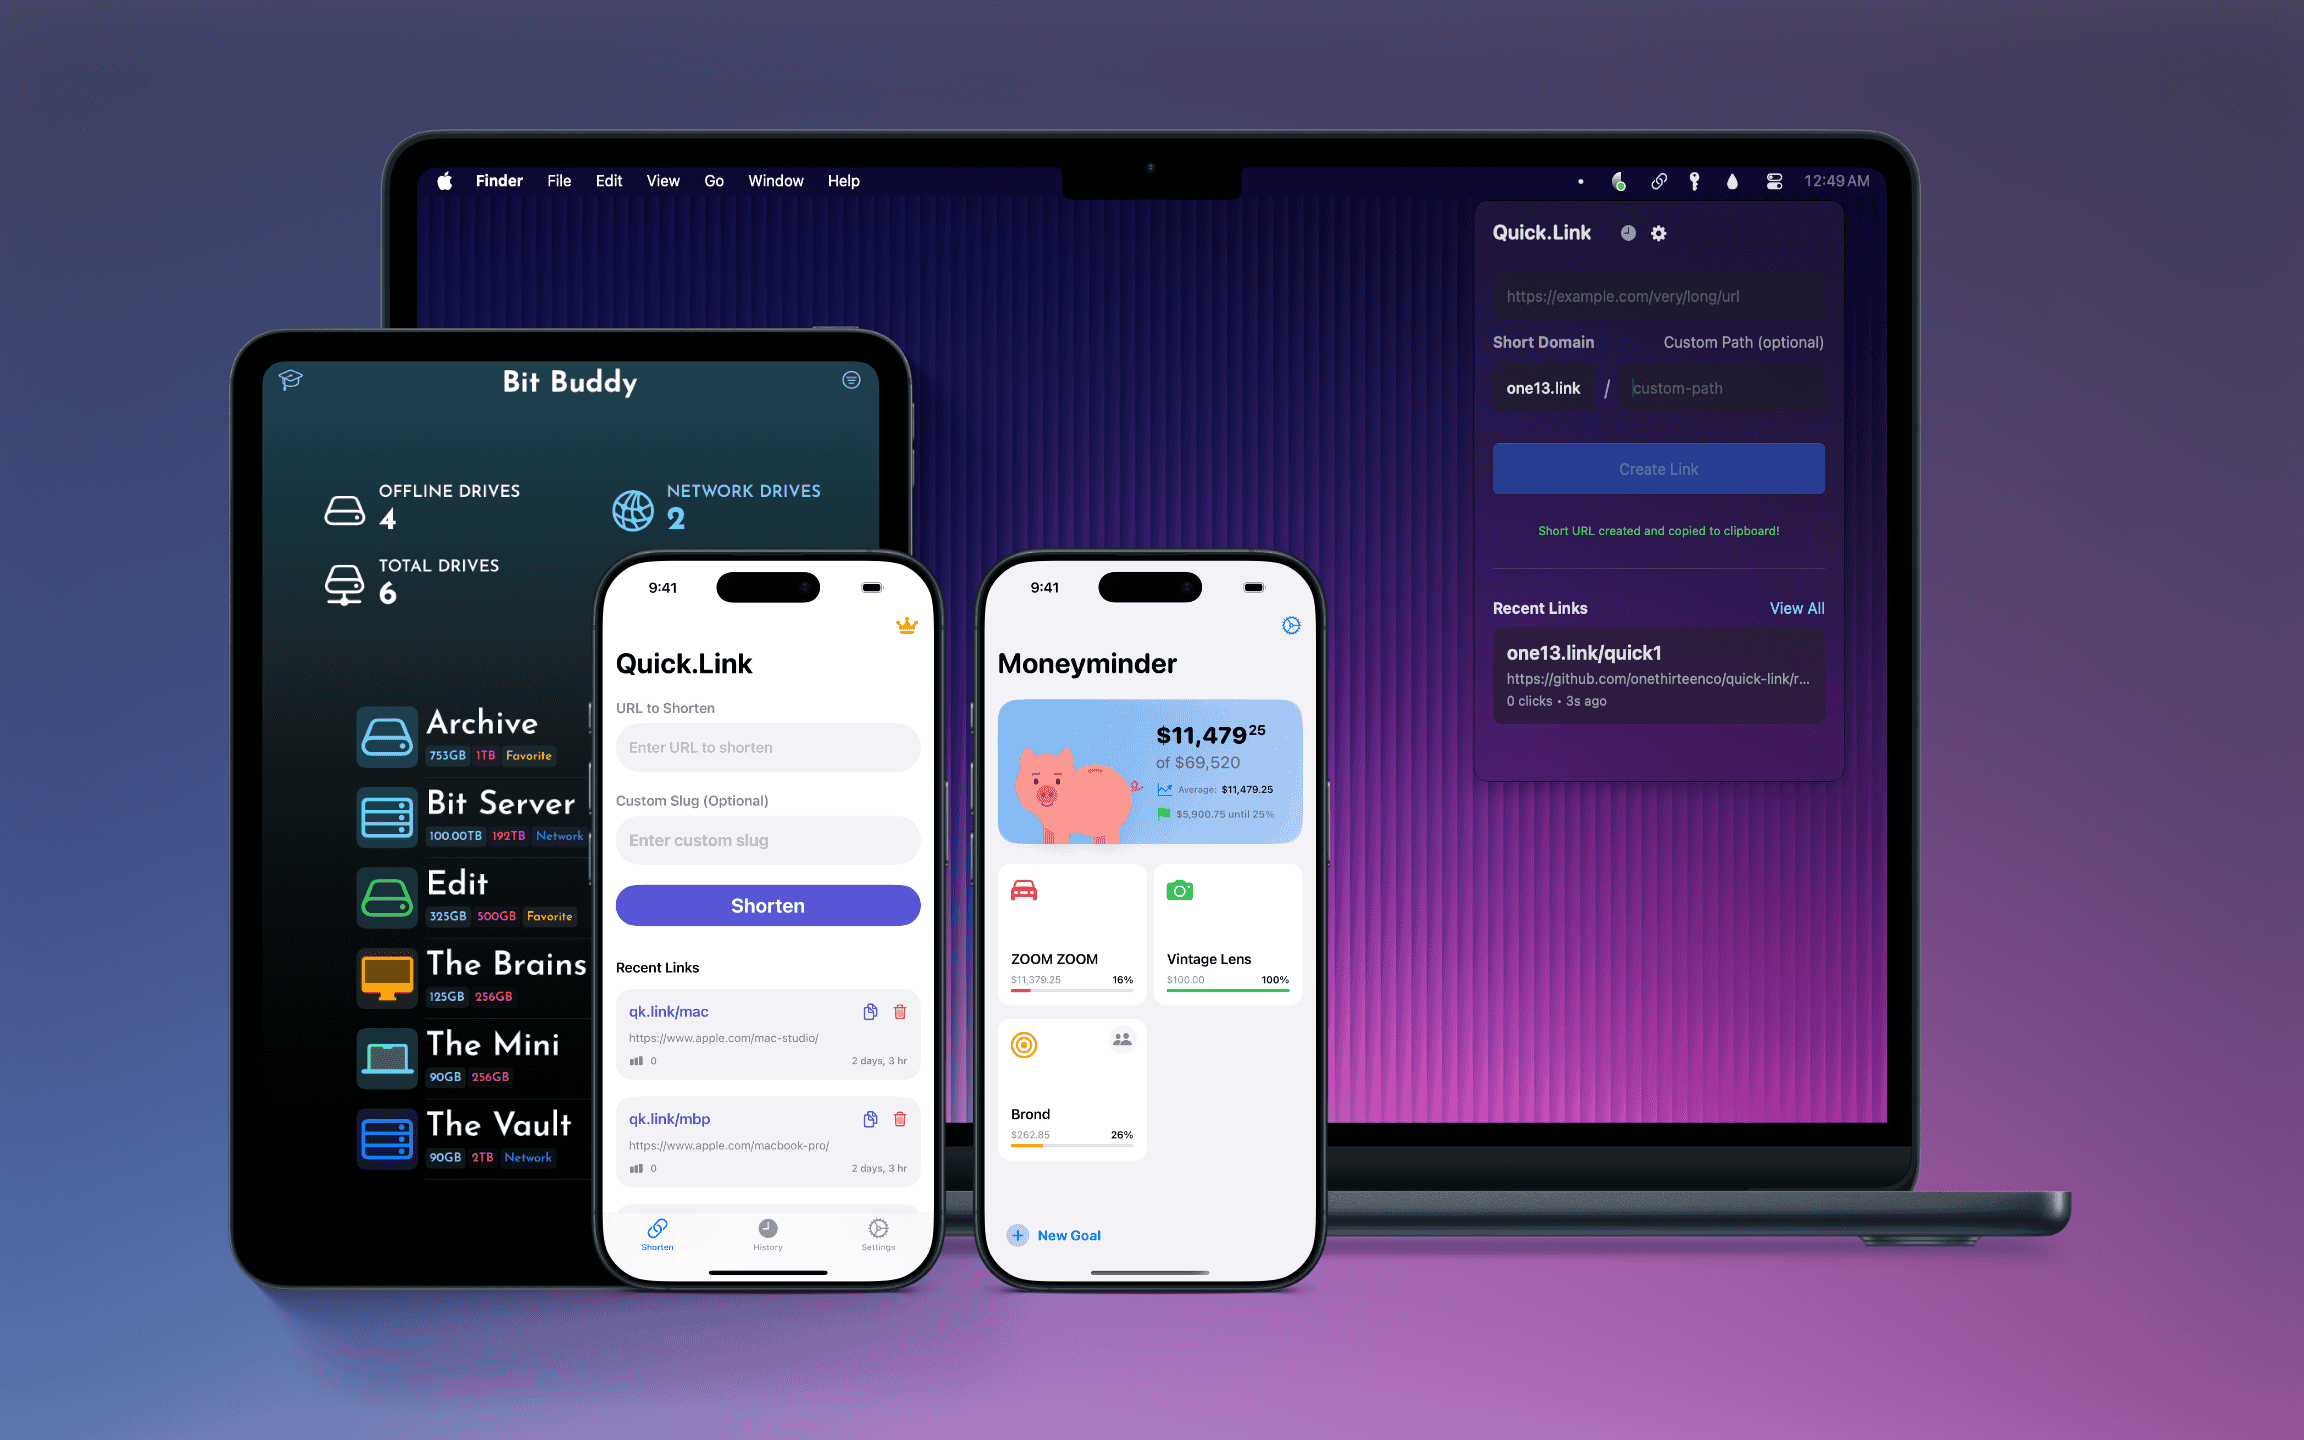 Finder File Edit View Go Window Help
12:49 AM
Quick.Link
https://example.com/very/long/url
Short Domain
Custom Path (optional)
one13.link / custom-path
Create Link
Short URL created and copied to clipboard!
Recent Links
View All
one13.link/quick1
https://github.com/onethirteenco/quick-link/r...
0 clicks • 3s ago
Bit Buddy
OFFLINE DRIVES
4
NETWORK DRIVES
2
TOTAL DRIVES
6
Archive
753GB 1TB Favorite
Bit Server
100.00TB 192TB Network
Edit
325GB 500GB Favorite
The Brains
125GB 256GB
The Mini
90GB 256GB
The Vault
90GB 2TB Network
9:41
Quick.Link
URL to Shorten
Enter URL to shorten
Custom Slug (Optional)
Enter custom slug
Shorten
Recent Links
qk.link/mac
https://www.apple.com/mac-studio/
0
2 days, 3 hr
qk.link/mbp
https://www.apple.com/macbook-pro/
0
2 days, 3 hr
Shorten
History
Settings
9:41
Moneyminder
$11,479 25
of $69,520
Average: $11,479.25
$5,900.75 until 25%
ZOOM ZOOM
$11,379.25
16%
Vintage Lens
$100.00
100%
Brond
$262.85
26%
New Goal